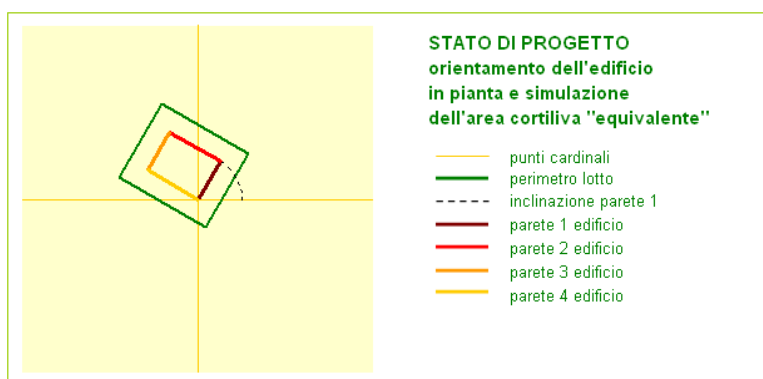 STATO DI PROGETTO
orientamento dell'edificio
in pianta e simulazione
dell'area cortiliva "equivalente"
punti cardinali
perimetro lotto
inclinazione parete 1
parete 1 edificio
parete 2 edificio
parete 3 edificio
parete 4 edificio